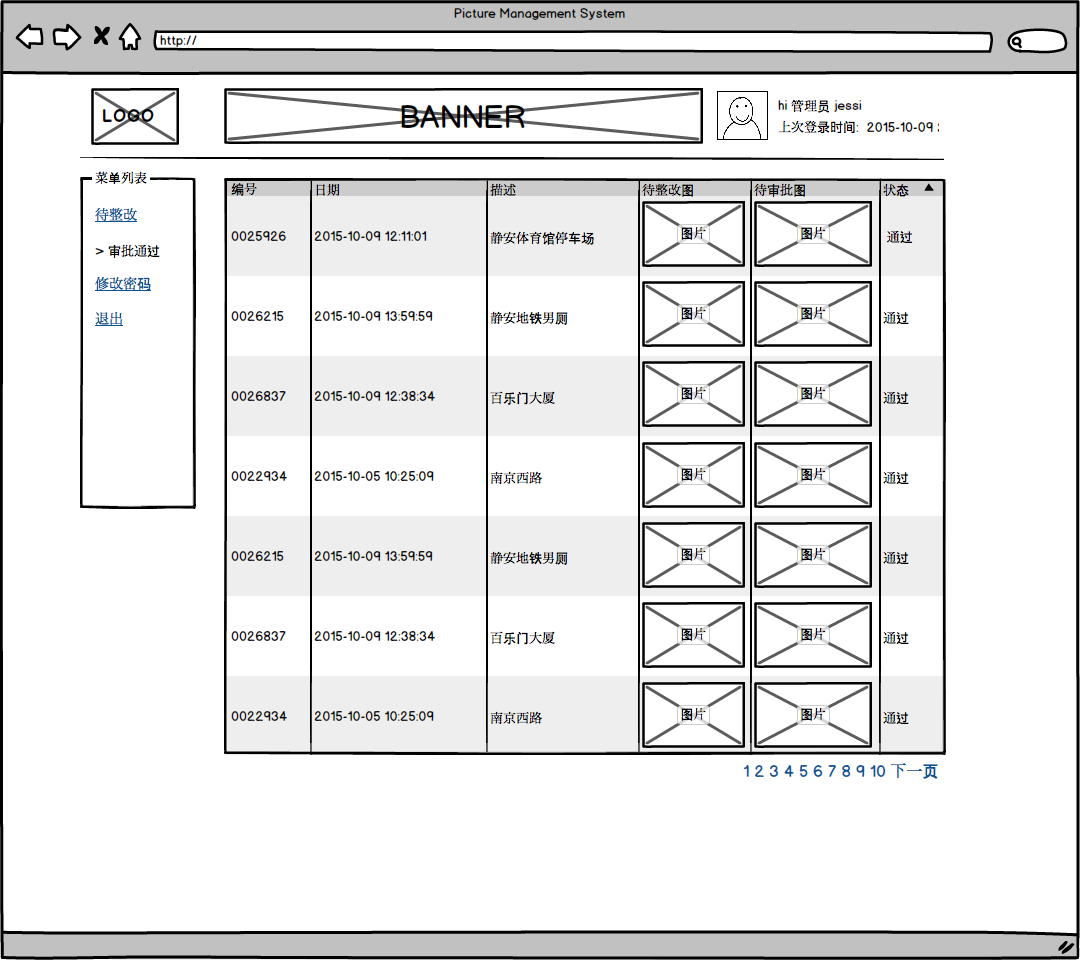 Picture Management System
http://
LOGO
BANNER
hi 管理员 jessi
上次登录时间: 2015-10-09
菜单列表
待整改
> 审批通过
修改密码
退出
编号 日期 描述 待整改图 待审批图 状态
0025926 2015-10-09 12:11:01 静安体育馆停车场 图片 图片 通过
0026215 2015-10-09 13:59:59 静安地铁男厕 图片 图片 通过
0026837 2015-10-09 12:38:34 百乐门大厦 图片 图片 通过
0022934 2015-10-05 10:25:09 南京西路 图片 图片 通过
0026215 2015-10-09 13:59:59 静安地铁男厕 图片 图片 通过
0026837 2015-10-09 12:38:34 百乐门大厦 图片 图片 通过
0022934 2015-10-05 10:25:09 南京西路 图片 图片 通过
1 2 3 4 5 6 7 8 9 10 下一页